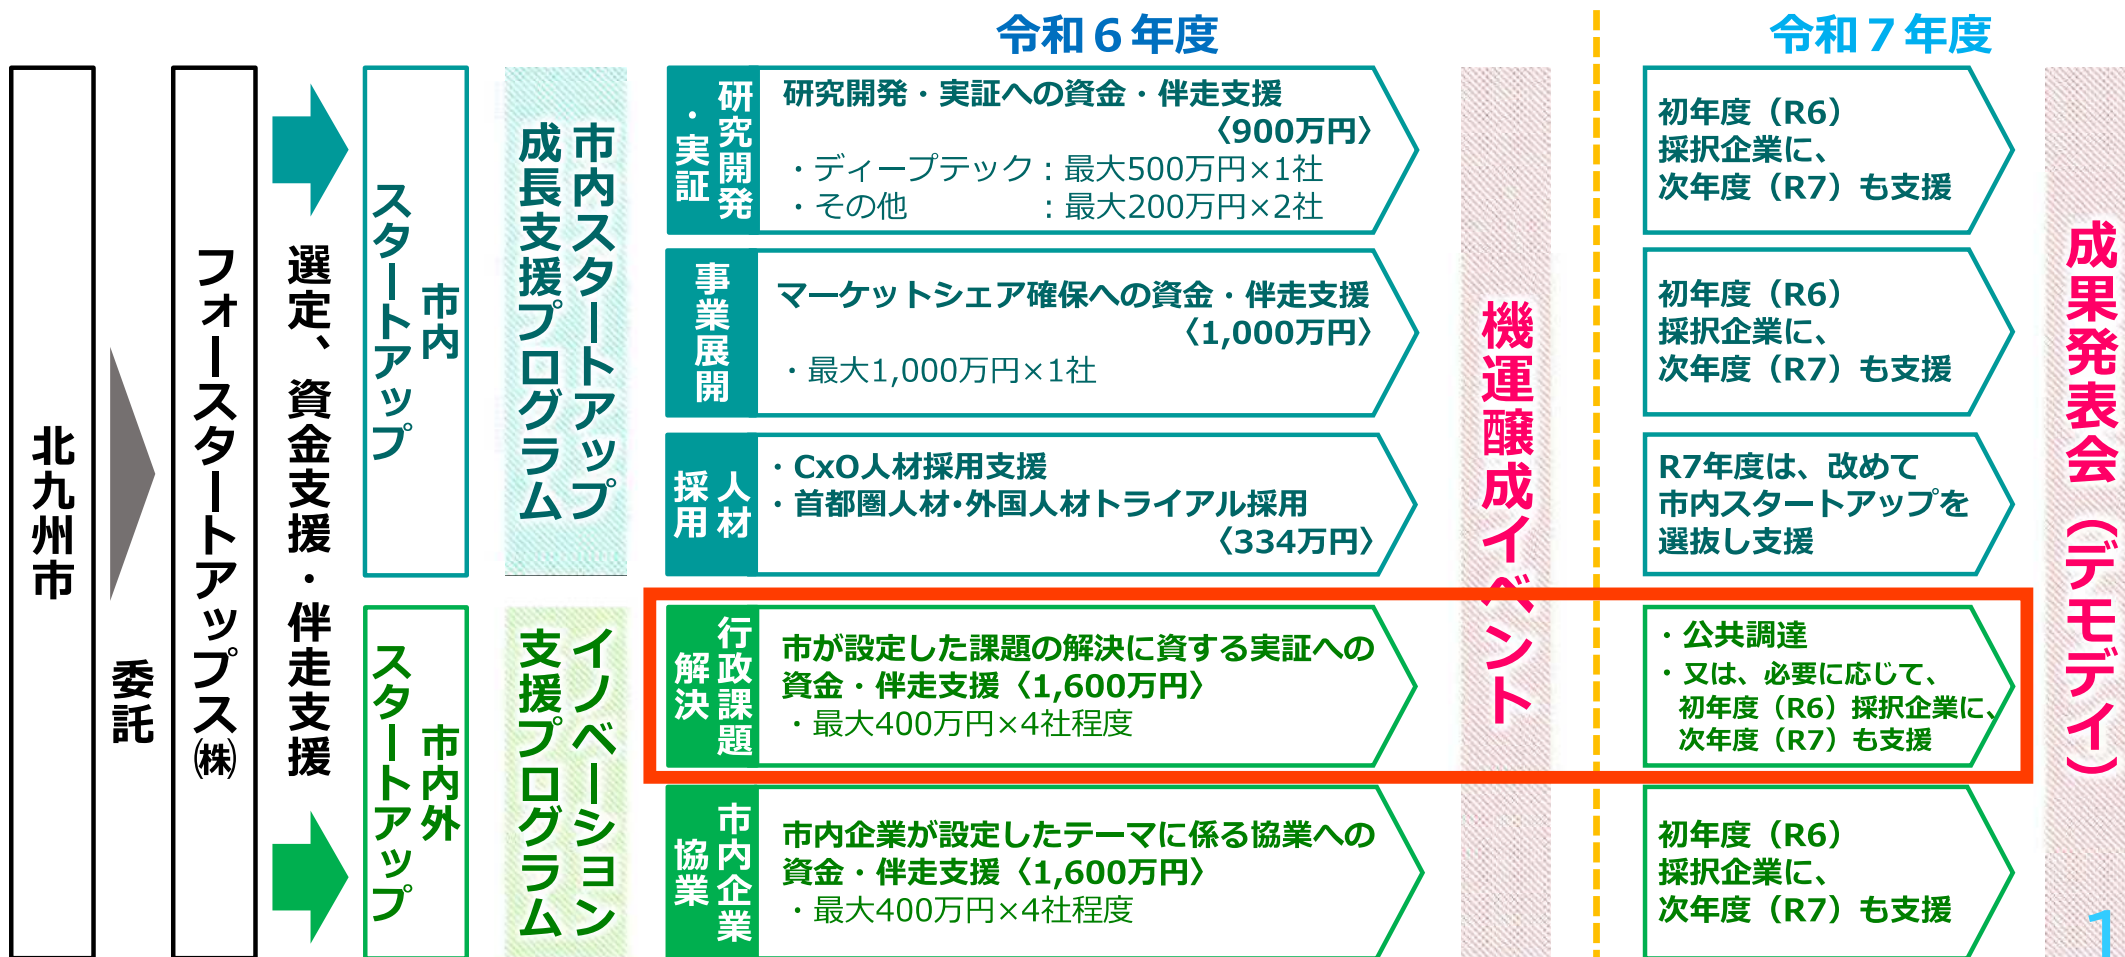 令和６年度
令和７年度
北九州市
委託
フォースタートアップス㈱
選定、資金支援・伴走支援
市内
スタートアップ
市内スタートアップ
成長支援プログラム
研究開発
・実証
研究開発・実証への資金・伴走支援
〈900万円〉
・ディープテック：最大500万円×1社
・その他　　　　：最大200万円×2社
事業展開
マーケットシェア確保への資金・伴走支援
〈1,000万円〉
・最大1,000万円×1社
人材
採用
・CxO人材採用支援
・首都圏人材･外国人材トライアル採用
〈334万円〉
市内外
スタートアップ
イノベーション
支援プログラム
行政課題
解決
市が設定した課題の解決に資する実証への
資金・伴走支援〈1,600万円〉
・最大400万円×4社程度
市内企業
協業
市内企業が設定したテーマに係る協業への
資金・伴走支援〈1,600万円〉
・最大400万円×4社程度
機運醸成イベント
初年度（R6）
採択企業に、
次年度（R7）も支援
初年度（R6）
採択企業に、
次年度（R7）も支援
R7年度は、改めて
市内スタートアップを
選抜し支援
・公共調達
・又は、必要に応じて、
初年度（R6）採択企業に、
次年度（R7）も支援
初年度（R6）
採択企業に、
次年度（R7）も支援
成果発表会（デモデイ）
1